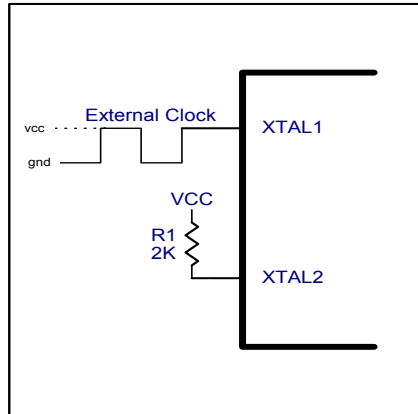 External Clock
vcc
XTAL1
gnd
VCC
R1
2K
XTAL2